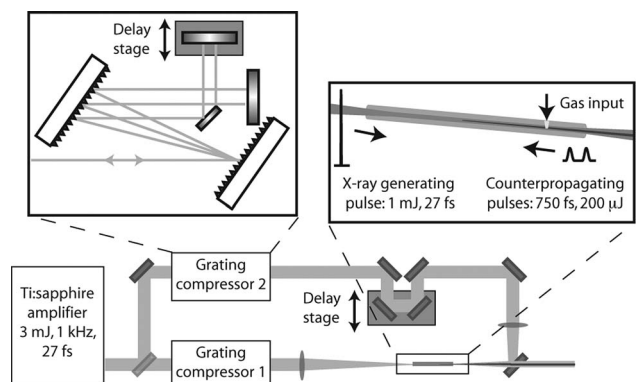 Delay
stage
Gas input
X-ray generating
pulse: 1 mJ, 27 fs
Counterpropagating
pulses: 750 fs, 200 μJ
Ti:sapphire
amplifier
3 mJ, 1 kHz,
27 fs
Grating
compressor 2
Delay
stage
Grating
compressor 1